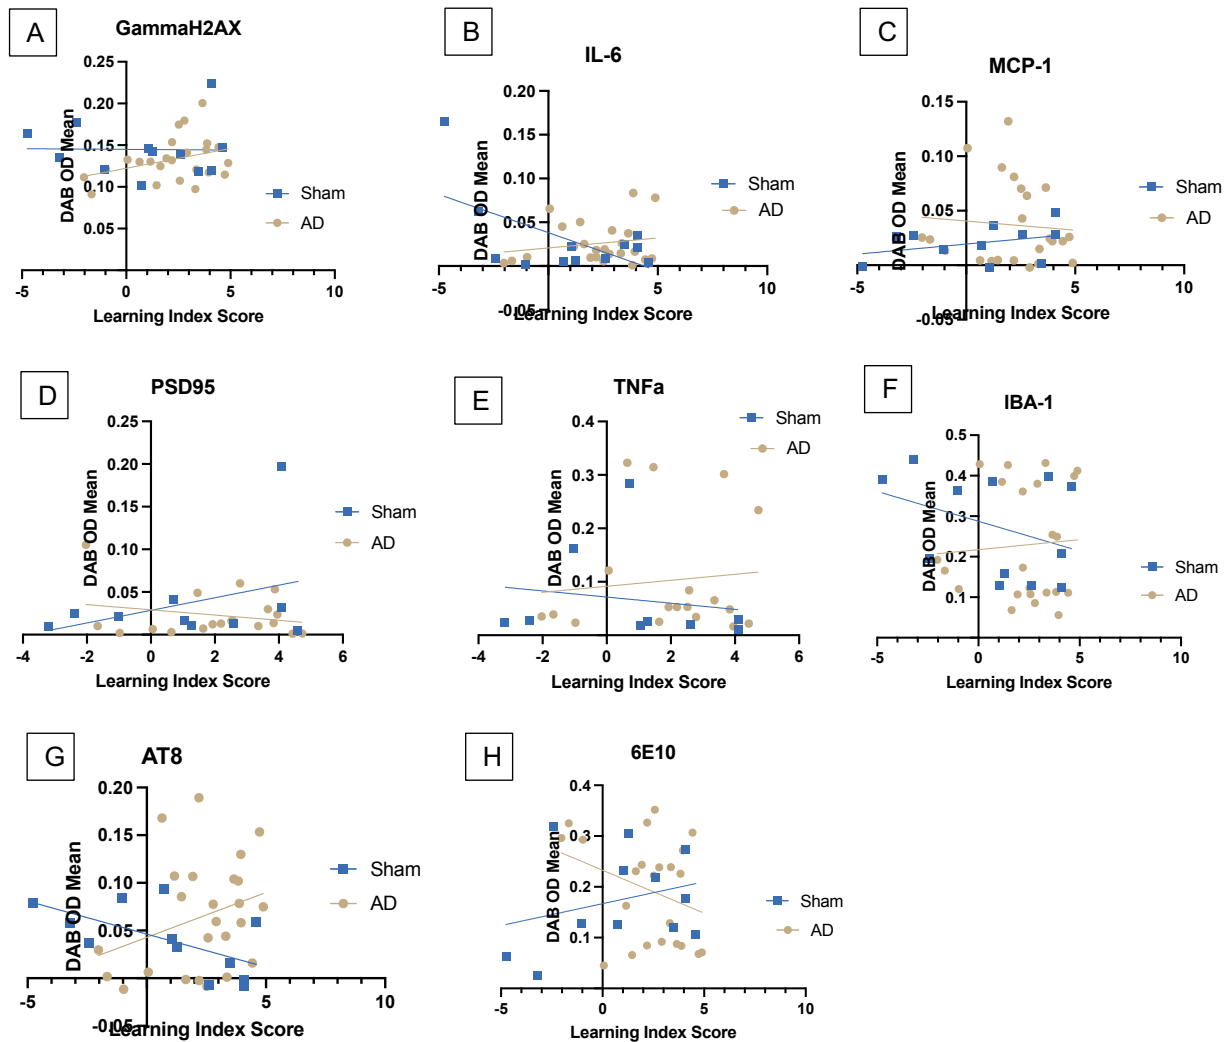 A
GammaH2AX
0.25
0.20
0.15
0.10
0.05
0
5
10
DAB OD Mean
Learning Index Score
Sham
AD
B
IL-6
0.20
0.15
0.10
0.05
-0.05
-5
0
5
10
DAB OD Mean
Learning Index Score
Sham
AD
C
MCP-1
0.15
0.10
0.05
-0.05
-5
0
5
10
DAB OD Mean
Learning Index Score
Sham
AD
D
PSD95
0.25
0.20
0.15
0.10
0.05
-4
-2
0
2
4
6
DAB OD Mean
Learning Index Score
Sham
AD
E
TNFa
0.4
0.3
0.2
0.1
-4
-2
0
2
4
6
DAB OD Mean
Learning Index Score
Sham
AD
F
IBA-1
0.5
0.4
0.3
0.2
0.1
-5
0
5
10
DAB OD Mean
Learning Index Score
Sham
AD
G
AT8
0.20
0.15
0.10
0.05
-0.05
-5
0
5
10
DAB OD Mean
Learning Index Score
Sham
AD
H
6E10
0.4
0.3
0.2
0.1
-5
0
5
10
DAB OD Mean
Learning Index Score
Sham
AD